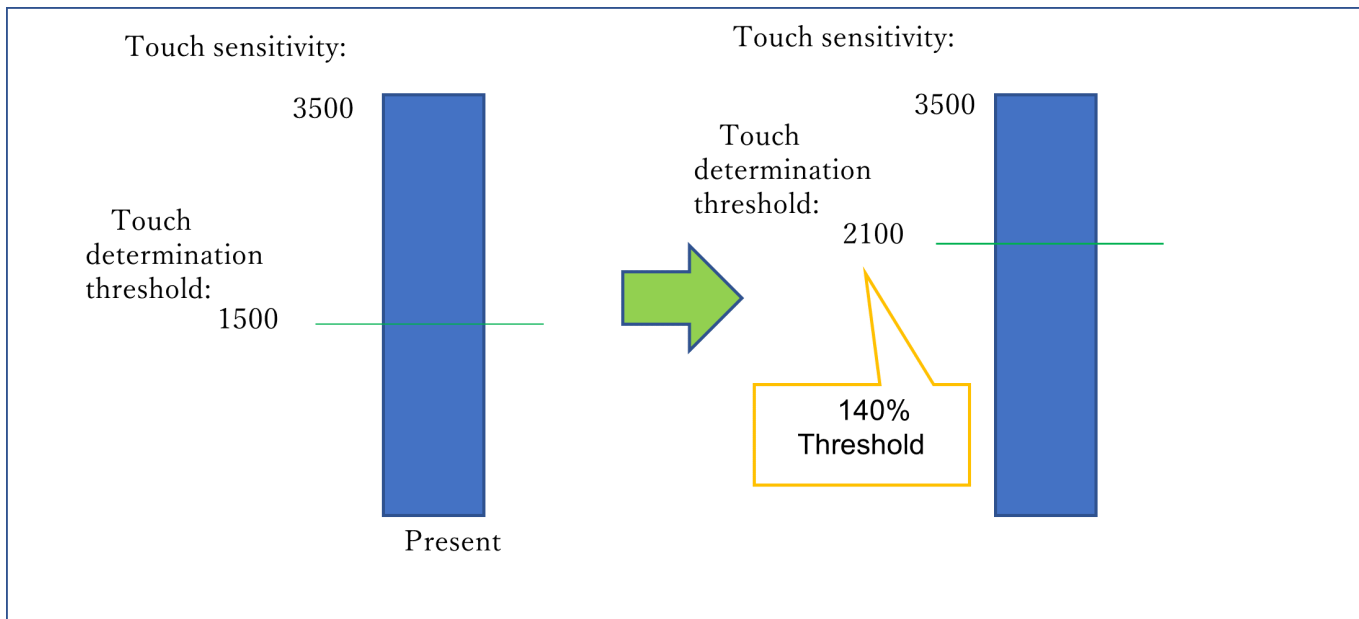 Touch sensitivity:
3500
Touch
determination
threshold:
1500
Present
Touch sensitivity:
3500
Touch
determination
threshold:
2100
140%
Threshold